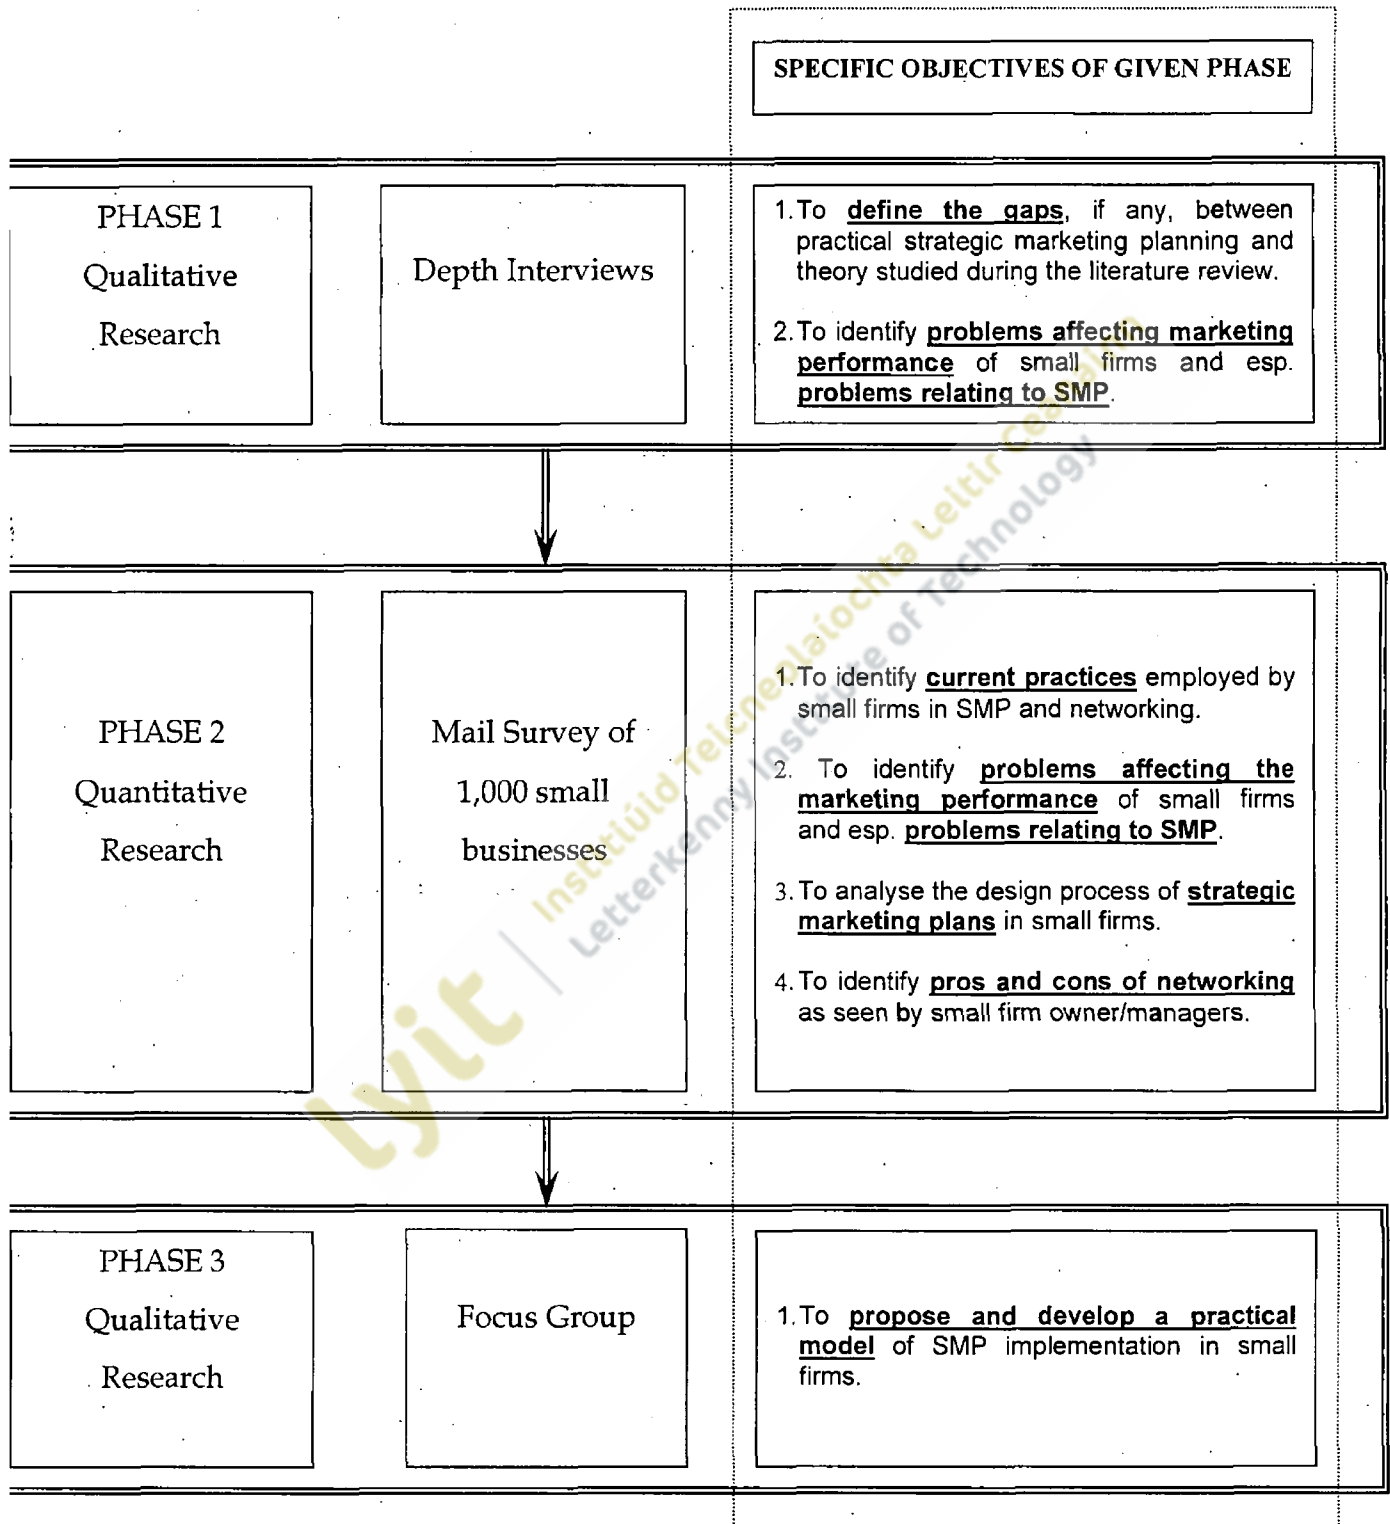 SPECIFIC OBJECTIVES OF GIVEN PHASE
PHASE 1
Qualitative
Research
Depth Interviews
1. To define the gaps, if any, between
practical strategic marketing planning and
theory studied during the literature review.
2. To identify problems affecting marketing
performance of small firms and esp.
problems relating to SMP.
PHASE 2
Quantitative
Research
Mail Survey of
1,000 small
businesses
1. To identify current practices employed by
small firms in SMP and networking.
2. To identify problems affecting the
marketing performance of small firms
and esp. problems relating to SMP.
3. To analyse the design process of strategic
marketing plans in small firms.
4. To identify pros and cons of networking
as seen by small firm owner/managers.
PHASE 3
Qualitative
Research
Focus Group
1. To propose and develop a practical
model of SMP implementation in small
firms.
lyit
Institiúid Teicneolaíochta Leitir Ceanainn
Letterkenny Institute of Technology